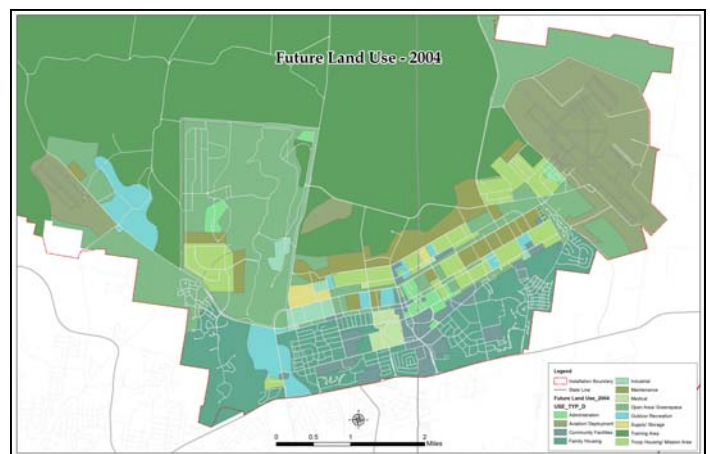 Future Land Use - 2004
Legend
Installation Boundary
State Line
Future Land Use_2004
USE_TYP_D
Administration
Aviation Deployment
Community Facilities
Family Housing
Industrial
Maintenance
Medical
Open Area/ Greenspace
Outdoor Recreation
Supply/ Storage
Training Area
Troop Housing/ Mission Area
0 0.5 1 2
Miles